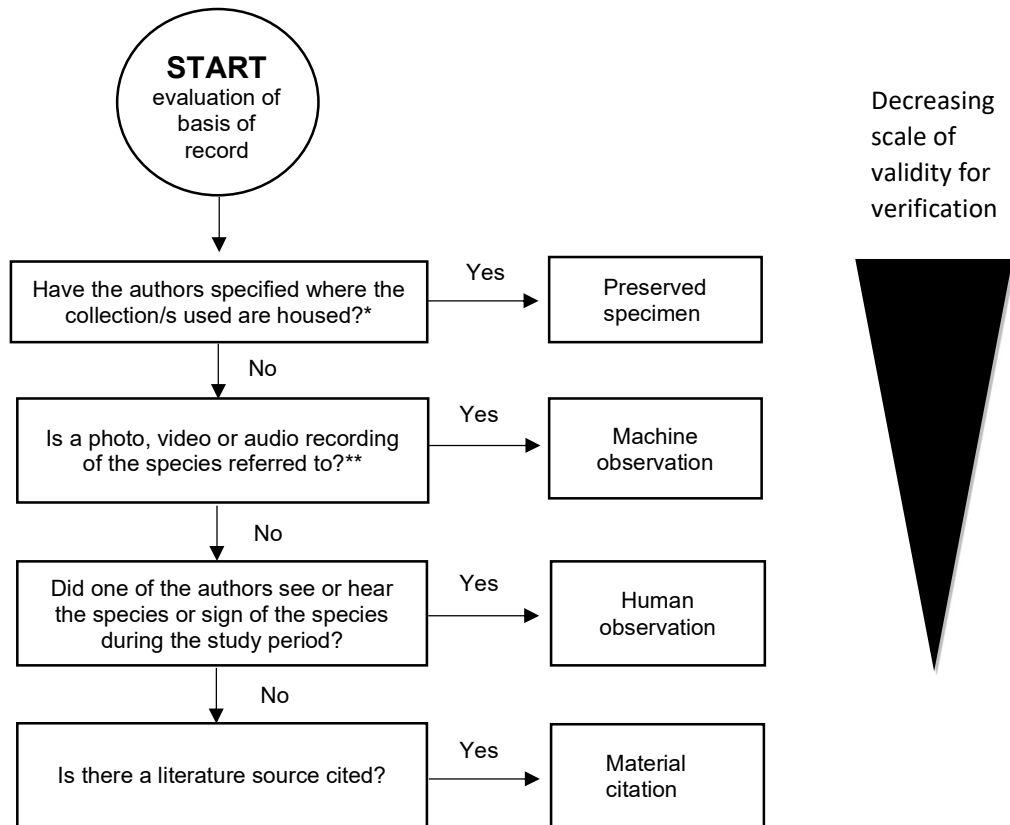 START
evaluation of
basis of
record
Decreasing
scale of
validity for
verification
Have the authors specified where the
collection/s used are housed?*
Yes
Preserved
specimen
No
Is a photo, video or audio recording
of the species referred to?**
Yes
Machine
observation
No
Did one of the authors see or hear
the species or sign of the species
during the study period?
Yes
Human
observation
No
Is there a literature source cited?
Yes
Material
citation